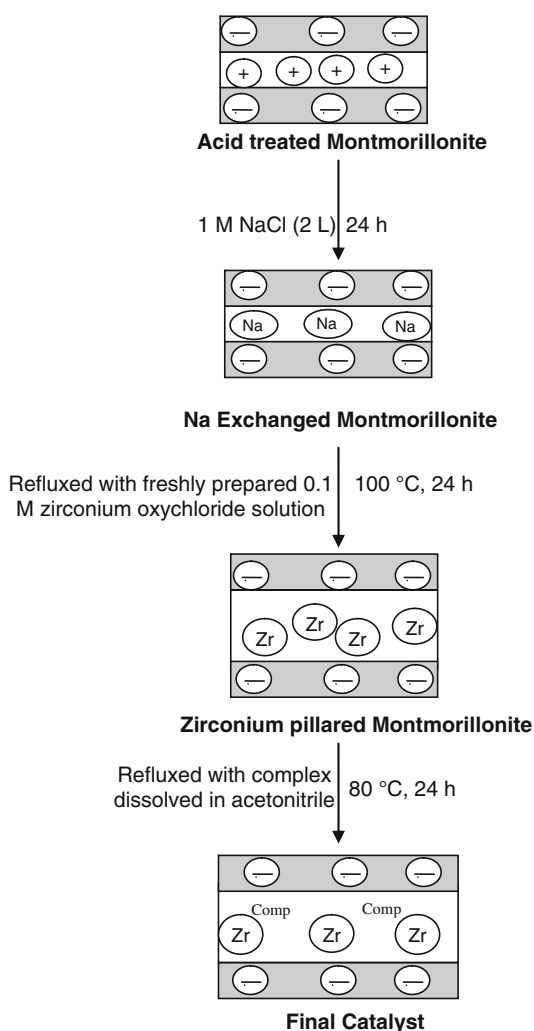 — — —
+ + + +
— — —
Acid treated Montmorillonite
1 M NaCl (2 L) 24 h
— — —
Na Na Na
— — —
Na Exchanged Montmorillonite
Refluxed with freshly prepared 0.1
M zirconium oxychloride solution
100 °C, 24 h
— — —
Zr Zr Zr Zr
— — —
Zirconium pillared Montmorillonite
Refluxed with complex
dissolved in acetonitrile
80 °C, 24 h
— — —
Comp Comp
Zr Zr Zr
— — —
Final Catalyst